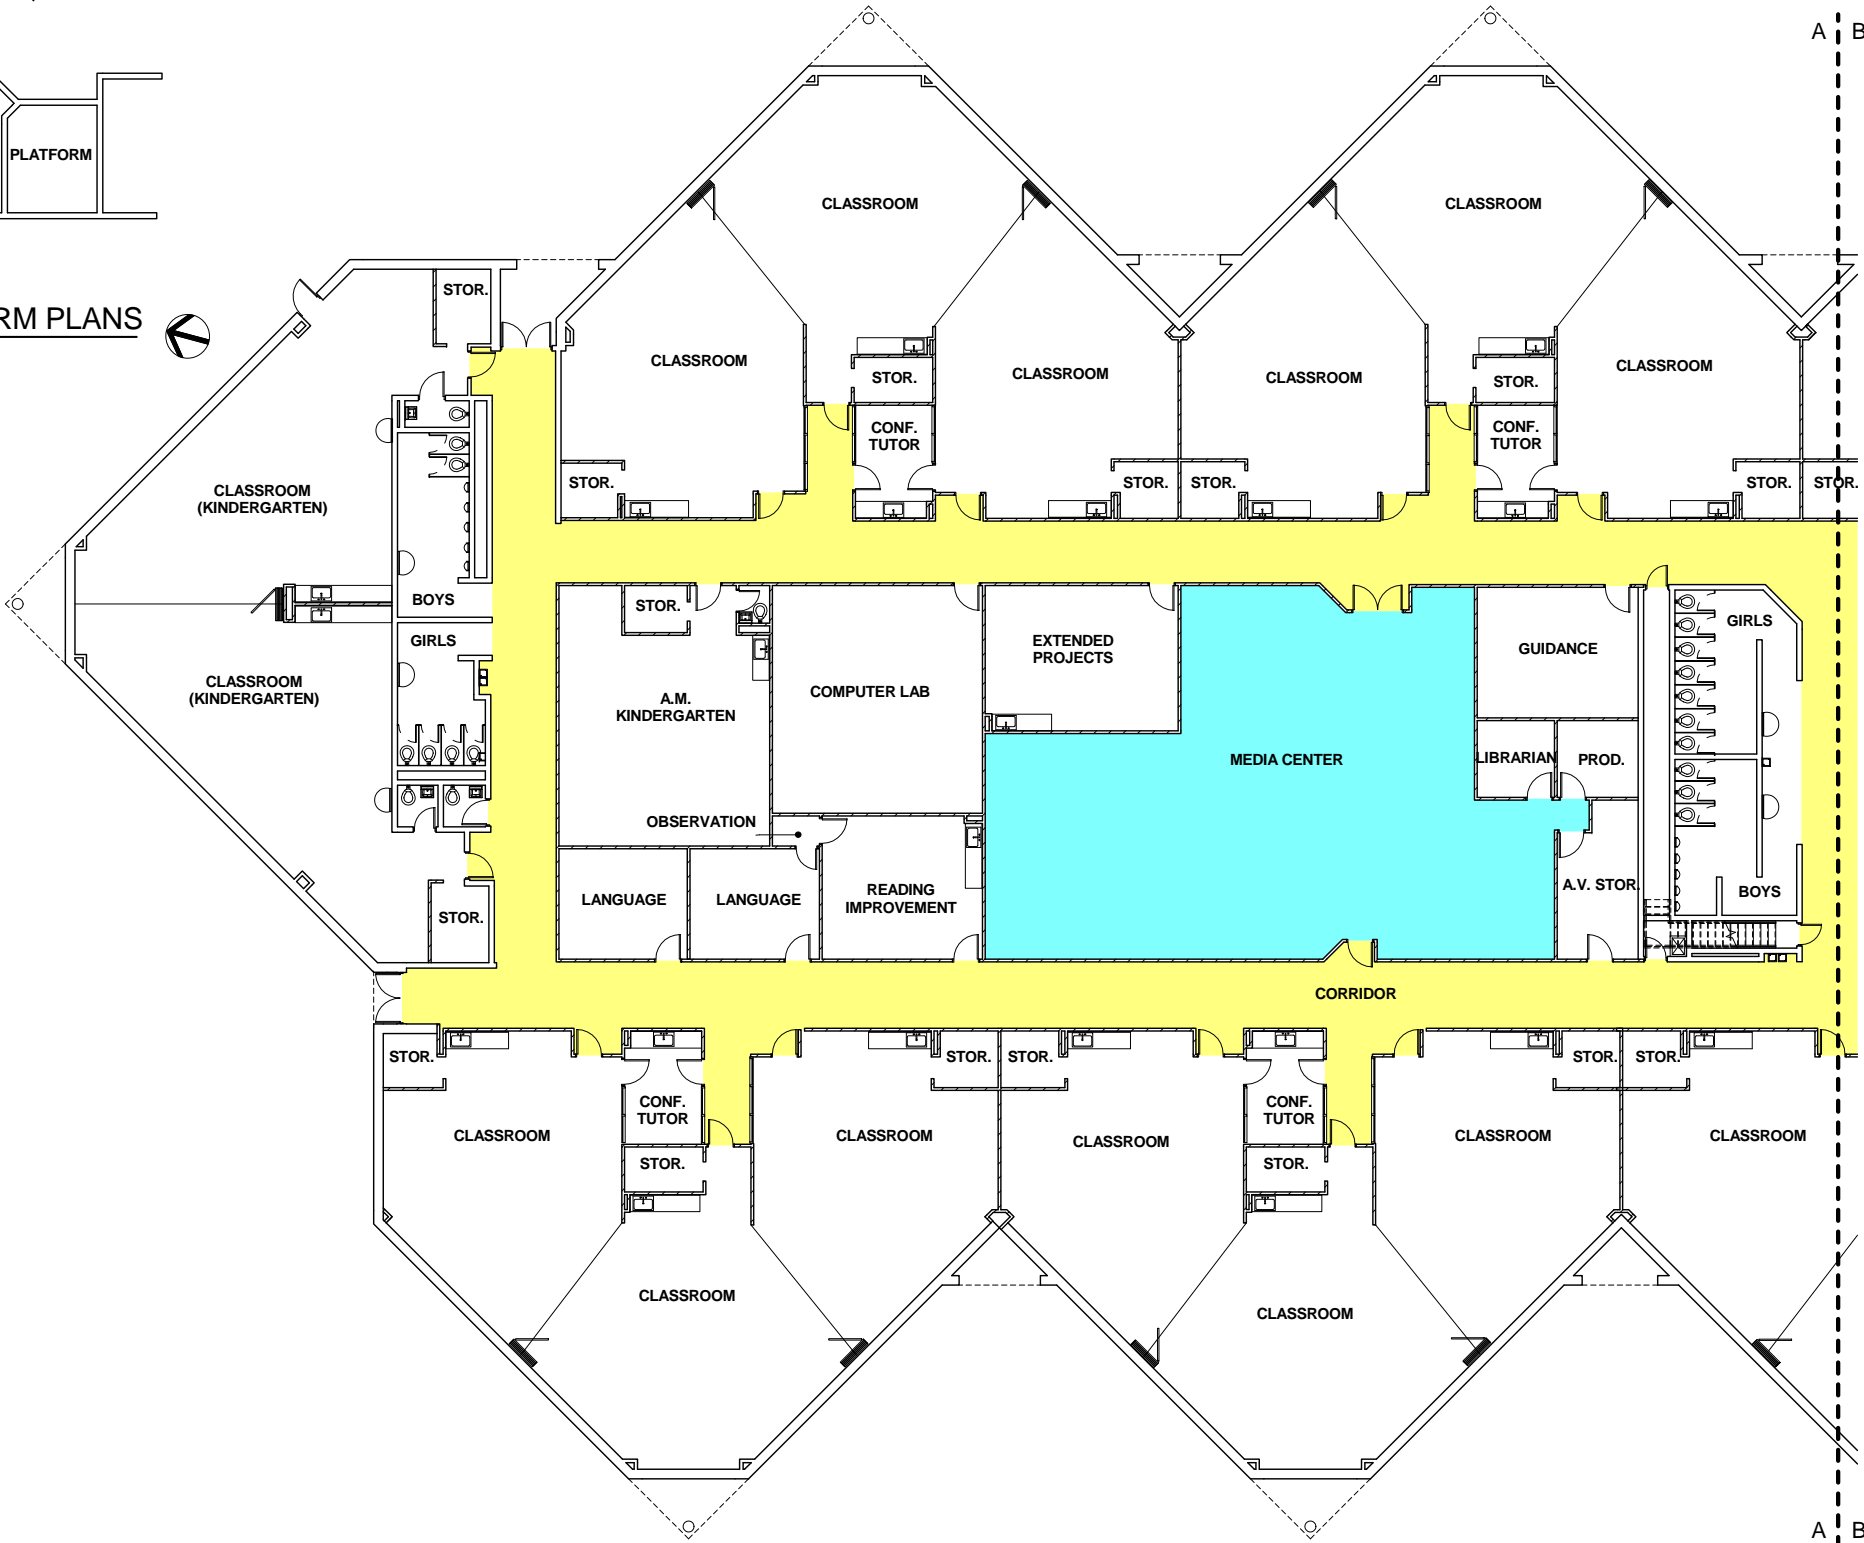 A B
PLATFORM
CLASSROOM
CLASSROOM
STOR.
RM PLANS
CLASSROOM
CLASSROOM
CLASSROOM
CLASSROOM
STOR.
STOR.
CONF.
TUTOR
CONF.
TUTOR
STOR.
STOR.
STOR.
STOR.
STOR.
CLASSROOM
(KINDERGARTEN)
BOYS
STOR.
GIRLS
EXTENDED
PROJECTS
GUIDANCE
GIRLS
CLASSROOM
(KINDERGARTEN)
A.M.
KINDERGARTEN
COMPUTER LAB
MEDIA CENTER
LIBRARIAN
PROD.
OBSERVATION
LANGUAGE
LANGUAGE
READING
IMPROVEMENT
A.V. STOR.
BOYS
STOR.
CORRIDOR
STOR.
STOR.
STOR.
STOR.
STOR.
CONF.
TUTOR
CONF.
TUTOR
CLASSROOM
CLASSROOM
CLASSROOM
CLASSROOM
CLASSROOM
STOR.
STOR.
CLASSROOM
CLASSROOM
A B